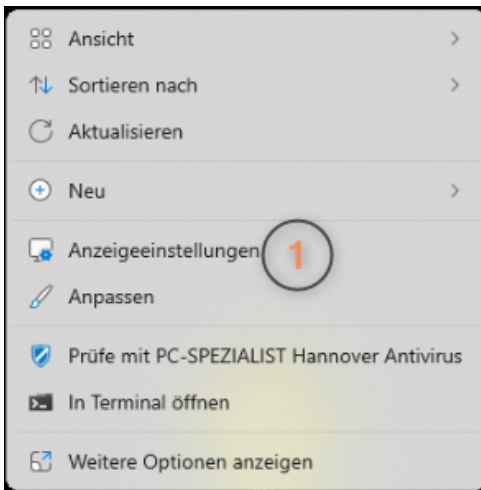 Ansicht
Sortieren nach
Aktualisieren
Neu
Anzeigeeinstellungen 1
Anpassen
Prüfe mit PC-SPEZIALIST Hannover Antivirus
In Terminal öffnen
Weitere Optionen anzeigen